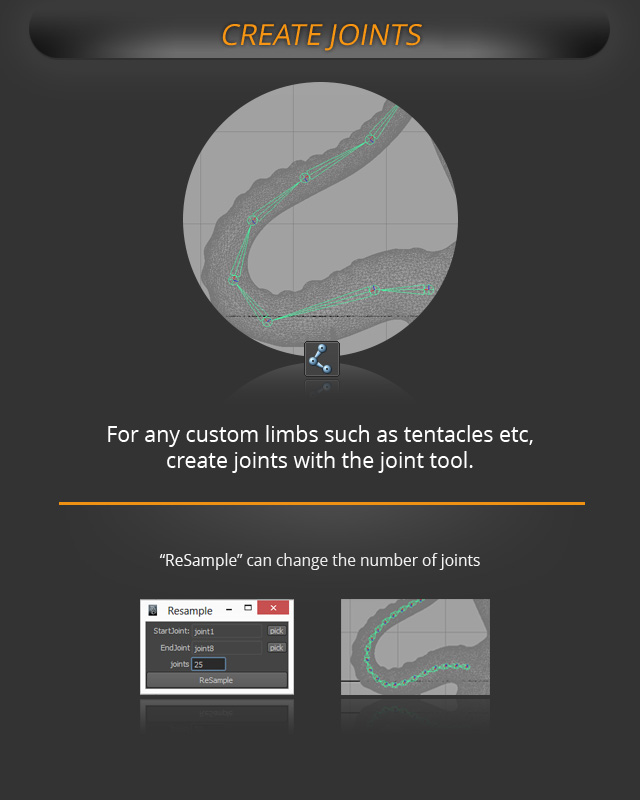 CREATE JOINTS
For any custom limbs such as tentacles etc,
create joints with the joint tool.
“ReSample” can change the number of joints
Resample
StartJoint: joint1 pick
EndJoint joint8 pick
joints 25
ReSample